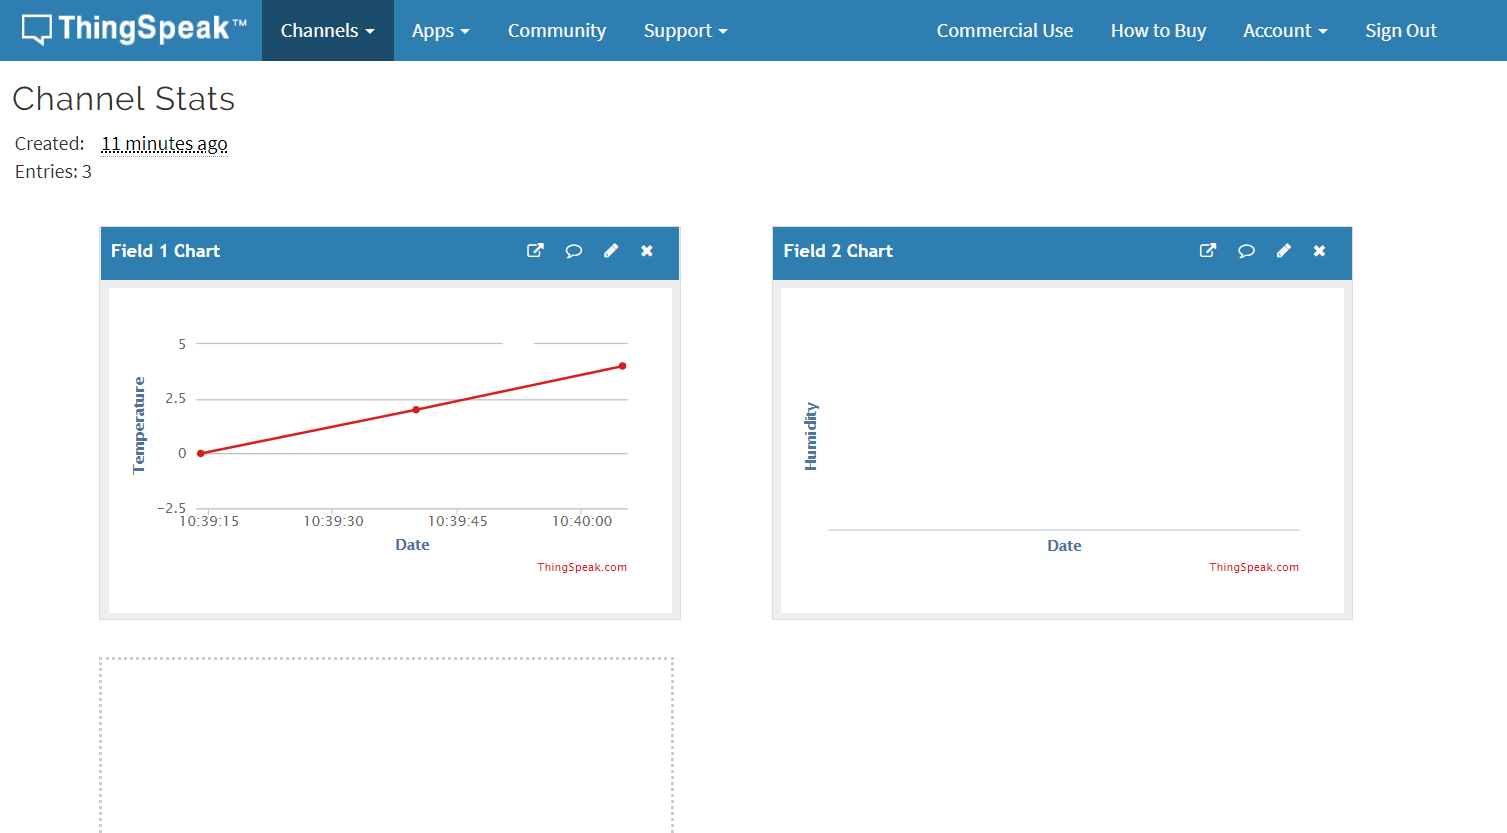 ThingSpeak™ Channels Apps Community Support Commercial Use How to Buy Account Sign Out
Channel Stats
Created: 11 minutes ago
Entries: 3
Field 1 Chart
Temperature
5
2.5
0
−2.5
10:39:15 10:39:30 10:39:45 10:40:00
Date
ThingSpeak.com
Field 2 Chart
Humidity
Date
ThingSpeak.com